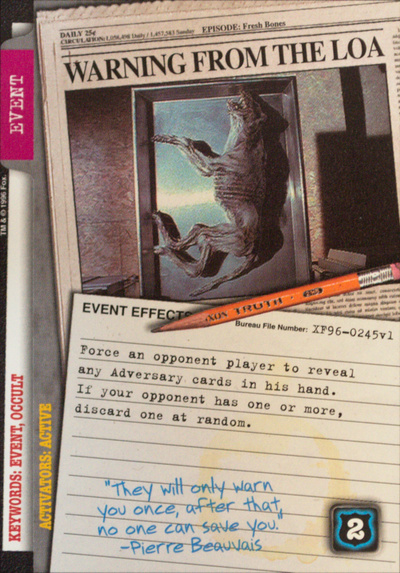 DAILY 25¢
EPISODE: Fresh Bones
CIRCULATION: 1,056,498 Daily / 1,457,583 Sunday
WARNING FROM THE LOA
EVENT
TM & © 1996 Fox.
KEYWORDS: EVENT, OCCULT
ACTIVATORS: ACTIVE
TRUTH
EVENT EFFECTS
Bureau File Number: XF96-0245v1
Force an opponent player to reveal
any Adversary cards in his hand.
If your opponent has one or more,
discard one at random.
"They will only warn
you once, after that,
no one can save you."
-Pierre Beauvais
2